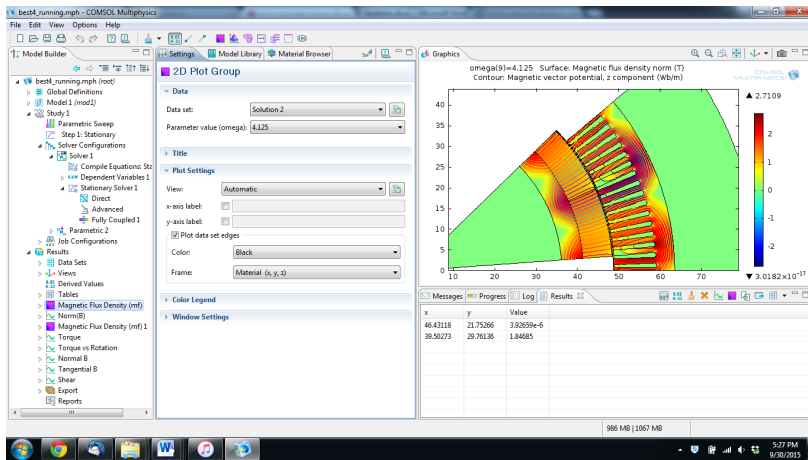 best4_running.mph - COMSOL Multiphysics
File Edit View Options Help
Model Builder
best4_running.mph (root)
Global Definitions
Model 1 (mod1)
Study 1
Parametric Sweep
Step 1: Stationary
Solver Configurations
Solver 1
Compile Equations: Sta
Dependent Variables 1
Stationary Solver 1
Direct
Advanced
Fully Coupled 1
Parametric 2
Job Configurations
Results
Data Sets
Views
Derived Values
Tables
Magnetic Flux Density (mf)
Norm(B)
Magnetic Flux Density (mf) 1
Torque
Torque vs Rotation
Normal B
Tangential B
Shear
Export
Reports
Settings Model Library Material Browser
2D Plot Group
Data
Data set: Solution 2
Parameter value (omega): 4.125
Title
Plot Settings
View: Automatic
x-axis label:
y-axis label:
Plot data set edges
Color: Black
Frame: Material (x, y, z)
Color Legend
Window Settings
Graphics
omega(9)=4.125 Surface: Magnetic flux density norm (T)
Contour: Magnetic vector potential, z component (Wb/m)
COMSOL
MULTIPHYSICS
▲ 2.7109
40
35
30
25
20
15
10
5
0
10 20 30 40 50 60 70
2
1
0
-1
-2
▼ 3.0182×10⁻¹⁷
Messages Progress Log Results
x y Value
46.43118 21.75266 3.92659e-6
39.50273 29.76136 1.84685
986 MB | 1067 MB
5:27 PM
9/30/2015